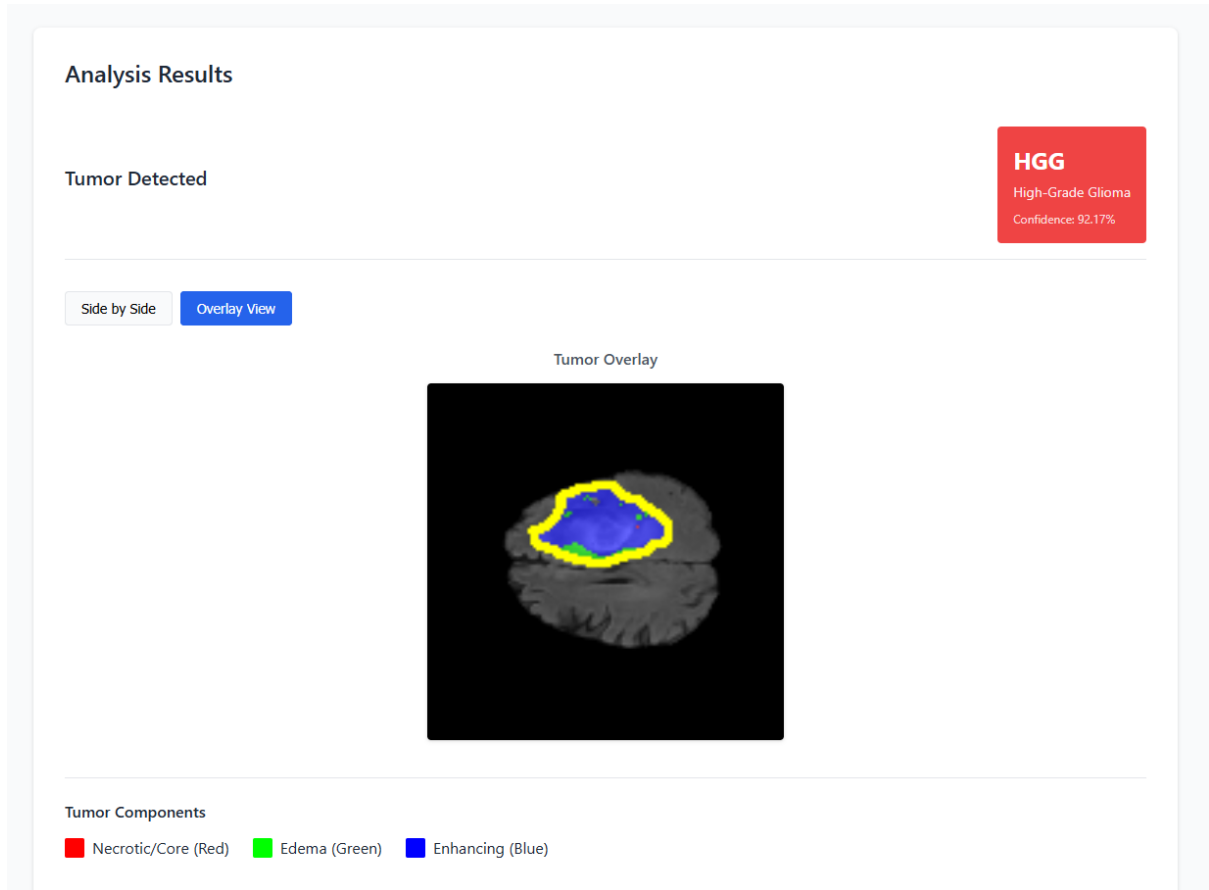 Analysis Results
Tumor Detected
HGG
High-Grade Glioma
Confidence: 92.17%
Side by Side
Overlay View
Tumor Overlay
Tumor Components
Necrotic/Core (Red)
Edema (Green)
Enhancing (Blue)